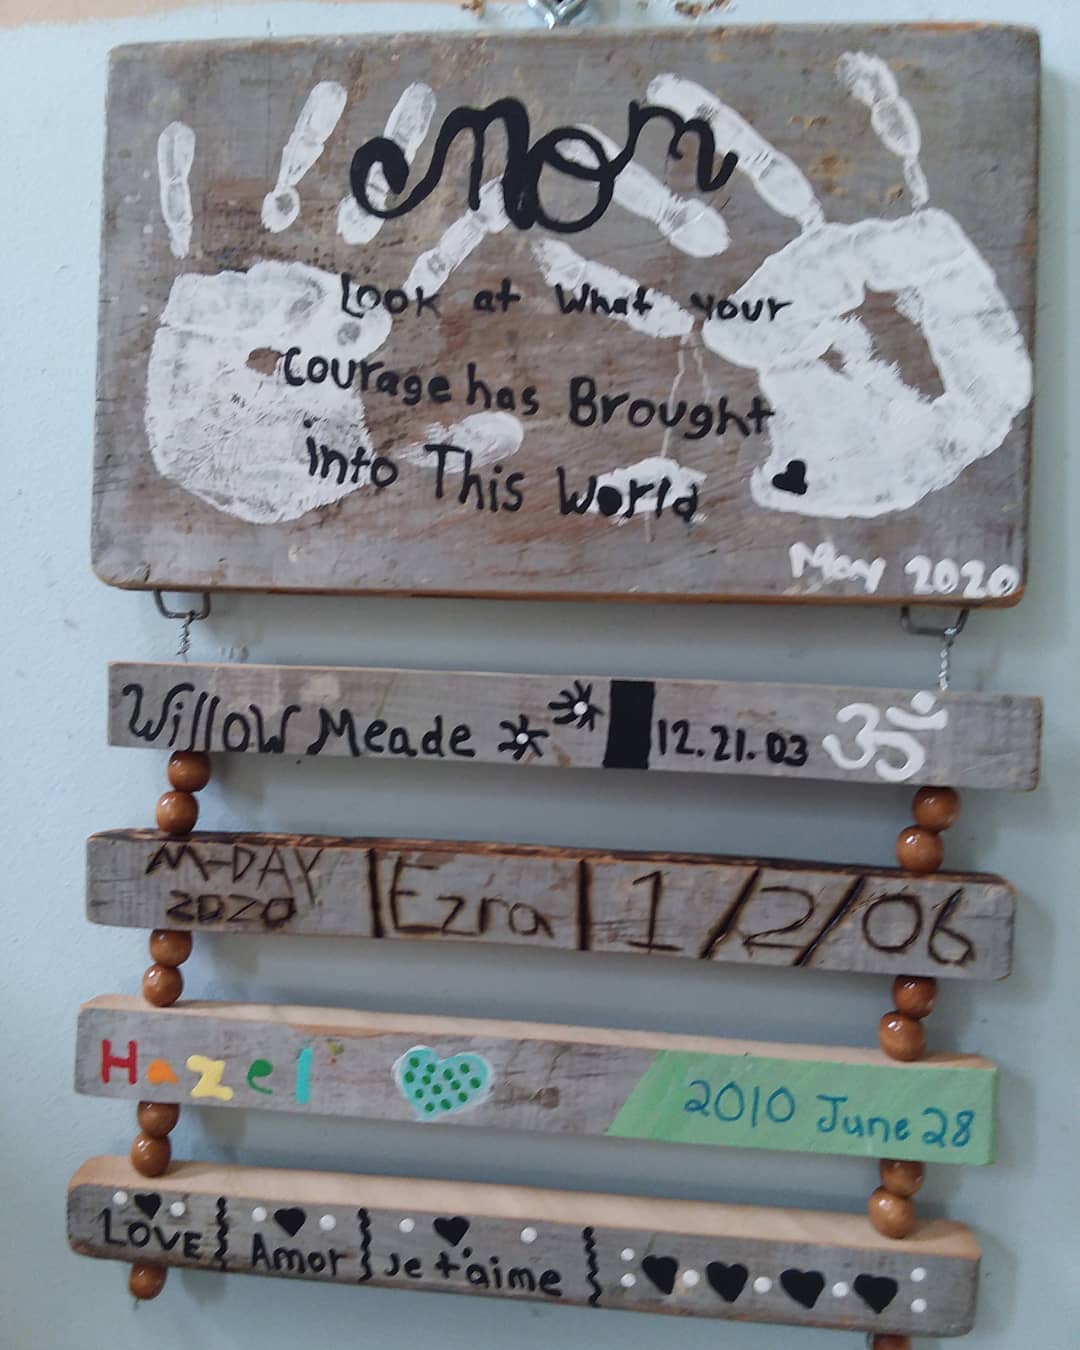 Mom
Look at What your
Courage has Brought
Into This World
May 2020
Willow Meade 12.21.03 ॐ
M-DAY 2020 | Ezra | 1/2/06
Hazel 2010 June 28
LOVE Amor Je t'aime